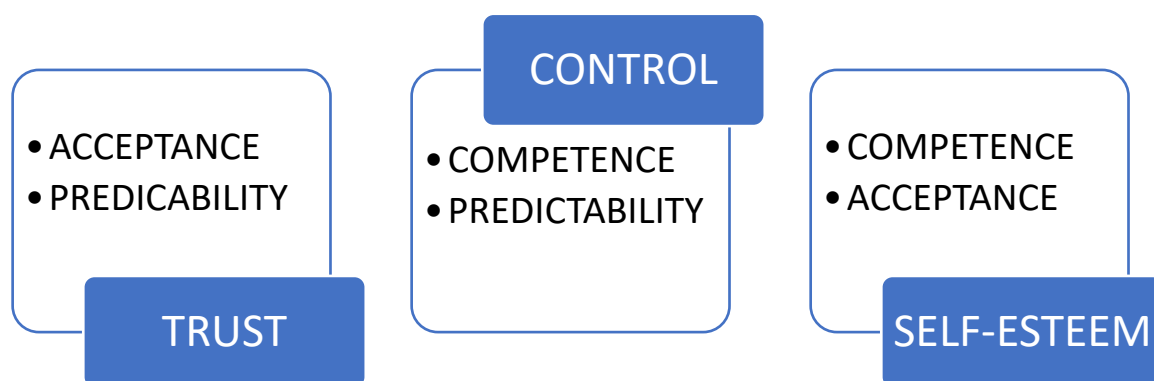 • ACCEPTANCE
• PREDICABILITY
TRUST
CONTROL
• COMPETENCE
• PREDICTABILITY
• COMPETENCE
• ACCEPTANCE
SELF-ESTEEM